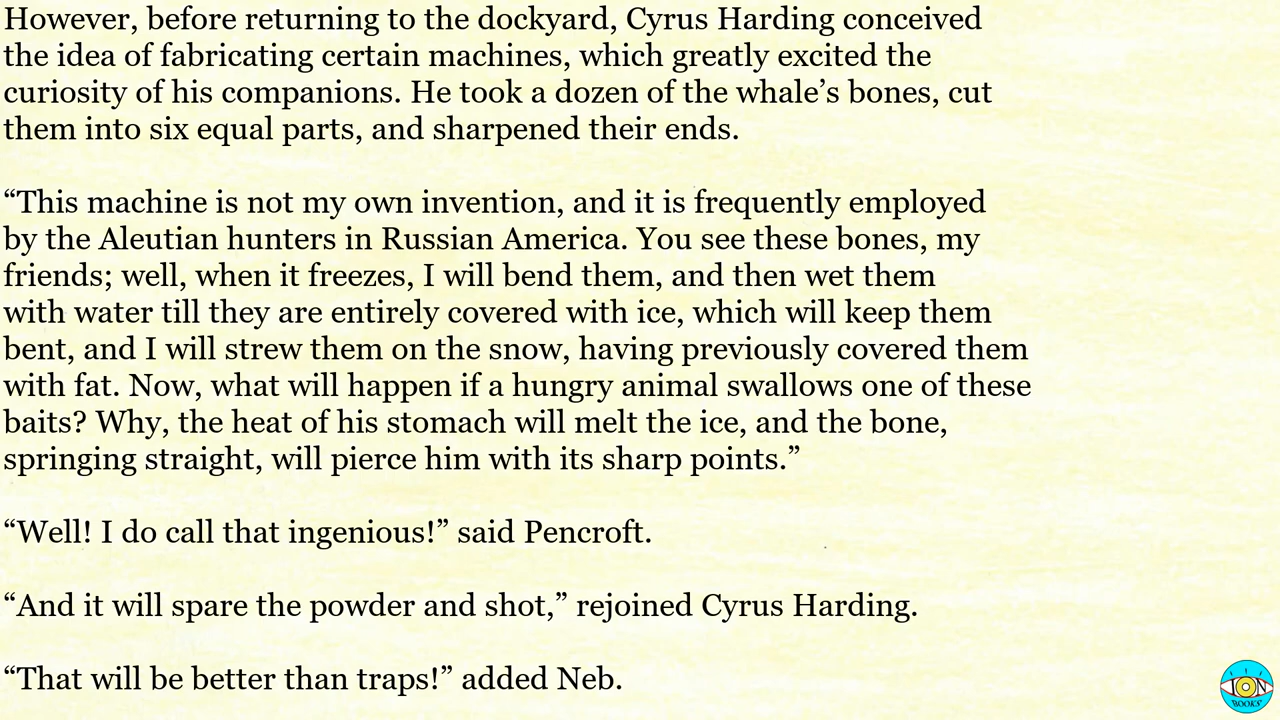 However, before returning to the dockyard, Cyrus Harding conceived
the idea of fabricating certain machines, which greatly excited the
curiosity of his companions. He took a dozen of the whale’s bones, cut
them into six equal parts, and sharpened their ends.
“This machine is not my own invention, and it is frequently employed
by the Aleutian hunters in Russian America. You see these bones, my
friends; well, when it freezes, I will bend them, and then wet them
with water till they are entirely covered with ice, which will keep them
bent, and I will strew them on the snow, having previously covered them
with fat. Now, what will happen if a hungry animal swallows one of these
baits? Why, the heat of his stomach will melt the ice, and the bone,
springing straight, will pierce him with its sharp points.”
“Well! I do call that ingenious!” said Pencroft.
“And it will spare the powder and shot,” rejoined Cyrus Harding.
“That will be better than traps!” added Neb.
ION
BOOKS